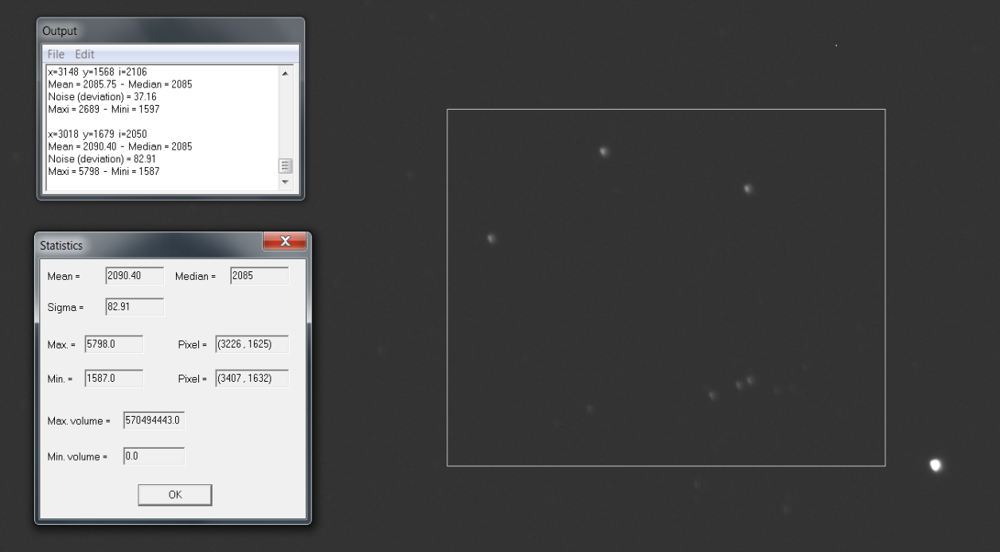 Output
File Edit
x=3148 y=1568 i=2106
Mean = 2085.75 - Median = 2085
Noise (deviation) = 37.16
Maxi = 2689 - Mini = 1597
x=3018 y=1679 i=2050
Mean = 2090.40 - Median = 2085
Noise (deviation) = 82.91
Maxi = 5798 - Mini = 1587
Statistics
Mean = 2090.40 Median = 2085
Sigma = 82.91
Max. = 5798.0 Pixel = (3226 , 1625)
Min. = 1587.0 Pixel = (3407 , 1632)
Max. volume = 570494443.0
Min. volume = 0.0
OK